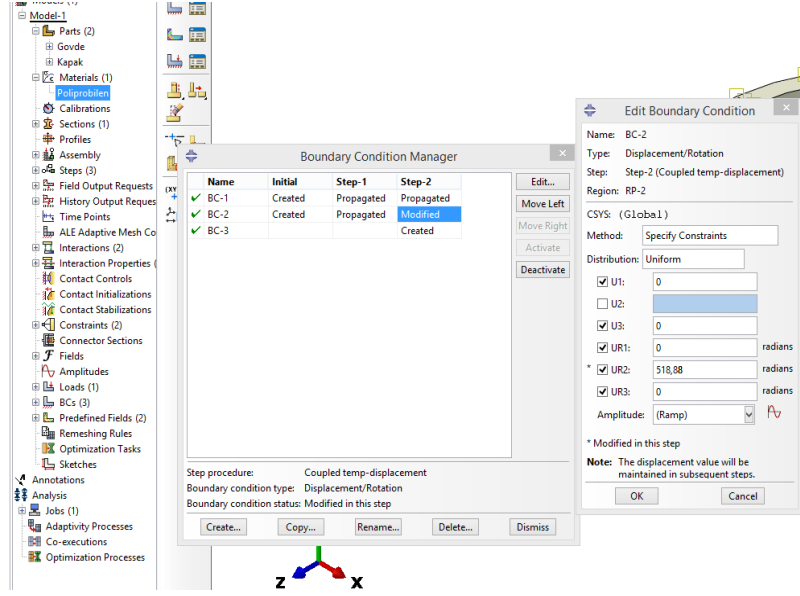 Models (1)
Model-1
Parts (2)
Govde
Kapak
Materials (1)
Poliprobilen
Calibrations
Sections (1)
Profiles
Assembly
Steps (3)
Field Output Requests
History Output Reques
Time Points
ALE Adaptive Mesh Co
Interactions (2)
Interaction Properties (
Contact Controls
Contact Initializations
Contact Stabilizations
Constraints (2)
Connector Sections
Fields
Amplitudes
Loads (1)
BCs (3)
Predefined Fields (2)
Remeshing Rules
Optimization Tasks
Sketches
Annotations
Analysis
Jobs (1)
Adaptivity Processes
Co-executions
Optimization Processes
(XY
Boundary Condition Manager
Name Initial Step-1 Step-2
BC-1 Created Propagated Propagated
BC-2 Created Propagated Modified
BC-3 Created
Edit...
Move Left
Move Right
Activate
Deactivate
Step procedure: Coupled temp-displacement
Boundary condition type: Displacement/Rotation
Boundary condition status: Modified in this step
Create... Copy... Rename... Delete... Dismiss
Z X
Edit Boundary Condition
Name: BC-2
Type: Displacement/Rotation
Step: Step-2 (Coupled temp-displacement)
Region: RP-2
CSYS: (Global)
Method: Specify Constraints
Distribution: Uniform
U1: 0
U2:
U3: 0
UR1: 0 radians
* UR2: 518,88 radians
UR3: 0 radians
Amplitude: (Ramp)
* Modified in this step
Note: The displacement value will be
maintained in subsequent steps.
OK Cancel